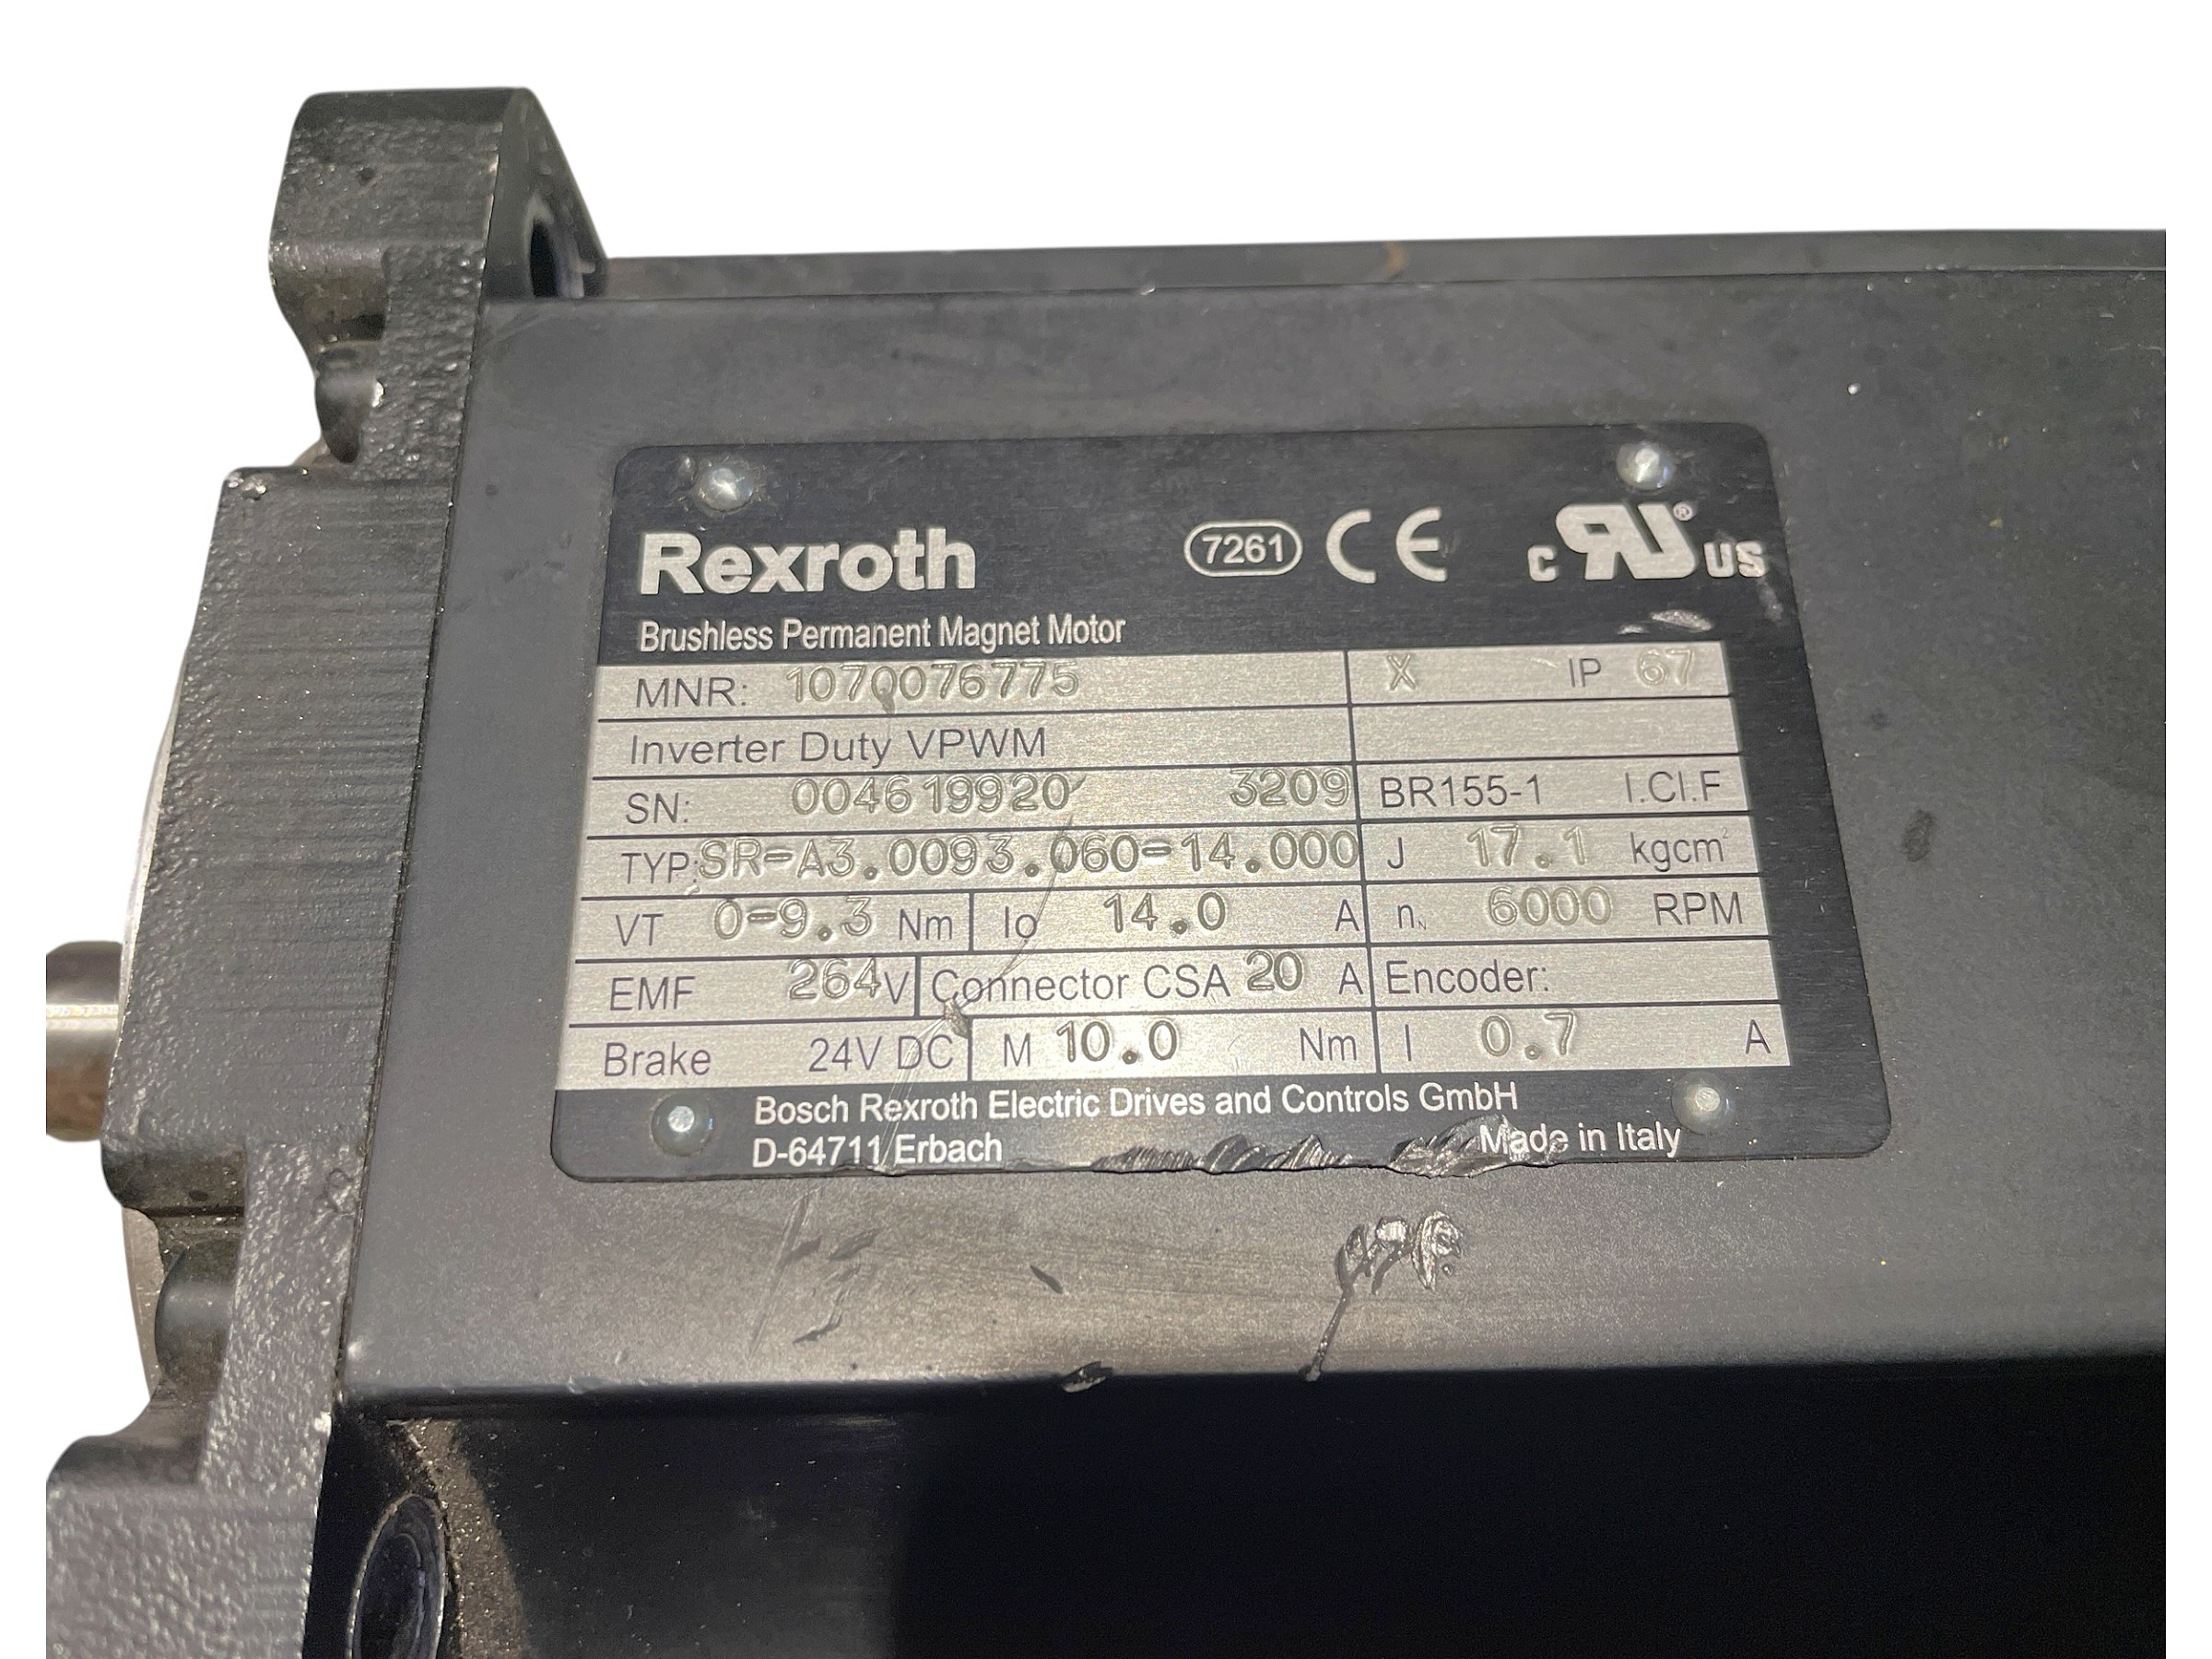 Rexroth 7261 CE c RU ® US
Brushless Permanent Magnet Motor
MNR: 1070076775 X IP 67
Inverter Duty VPWM
SN: 004619920 3209 BR155-1 I.Cl.F
TYP: SR-A3.0093.060-14.000 J 17.1 kgcm²
VT 0-9.3 Nm Io 14.0 A nN 6000 RPM
EMF 264V Connector CSA 20 A Encoder:
Brake 24V DC M 10.0 Nm I 0.7 A
Bosch Rexroth Electric Drives and Controls GmbH
D-64711 Erbach Made in Italy